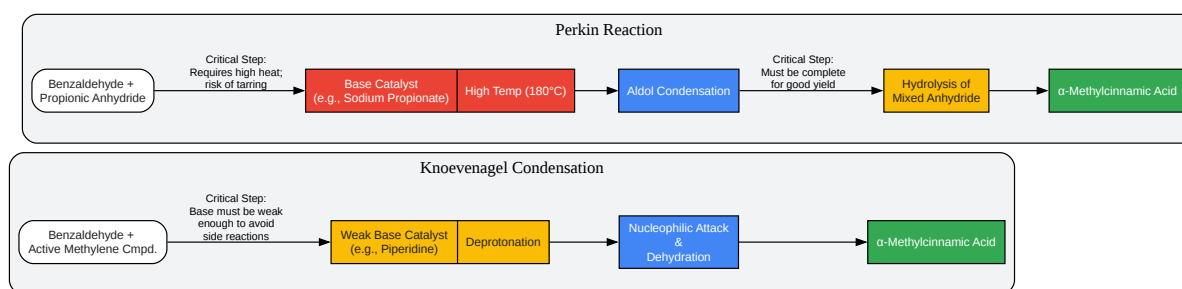 Perkin Reaction
Benzaldehyde +
Propionic Anhydride
Critical Step:
Requires high heat;
risk of tarring
Base Catalyst
(e.g., Sodium Propionate)
High Temp (180°C)
Aldol Condensation
Critical Step:
Must be complete
for good yield
Hydrolysis of
Mixed Anhydride
α-Methylcinnamic Acid
Knoevenagel Condensation
Benzaldehyde +
Active Methylene Cmpd.
Critical Step:
Base must be weak
enough to avoid
side reactions
Weak Base Catalyst
(e.g., Piperidine)
Deprotonation
Nucleophilic Attack
&
Dehydration
α-Methylcinnamic Acid